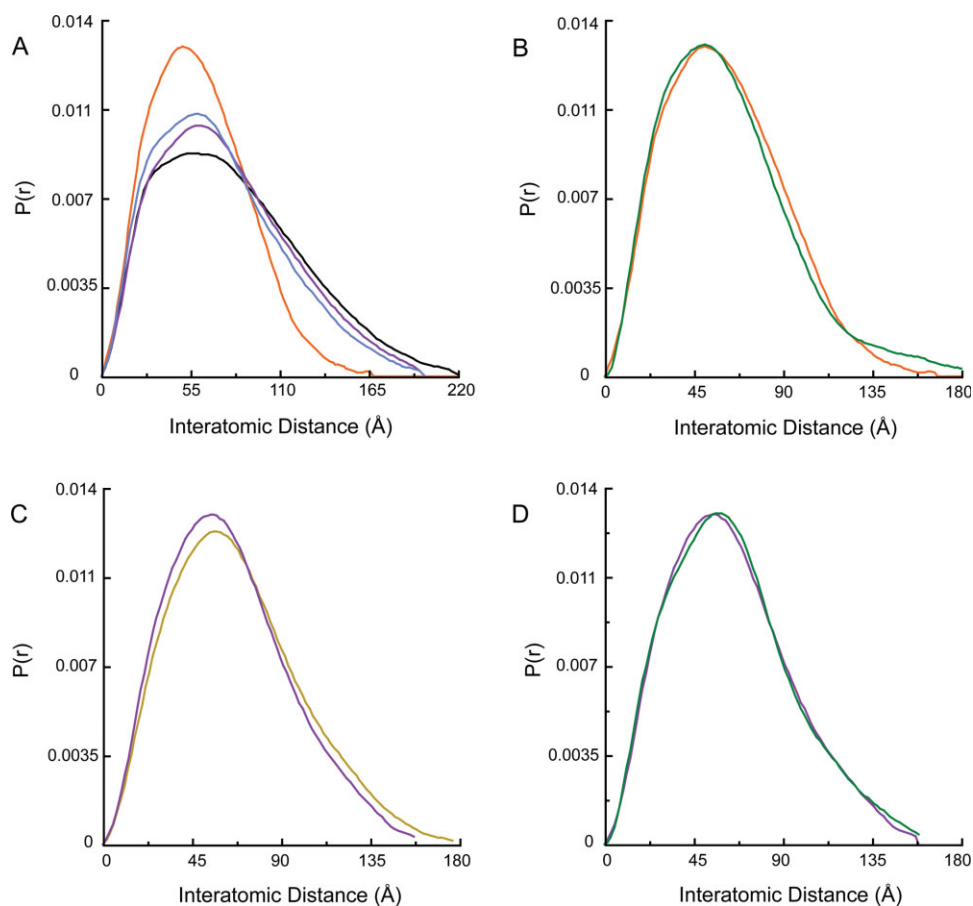 A
0.014
0.011
0.007
0.0035
0
P(r)
0 55 110 165 220
Interatomic Distance (Å)
B
0.014
0.011
0.007
0.0035
0
P(r)
0 45 90 135 180
Interatomic Distance (Å)
C
0.014
0.011
0.007
0.0035
0
P(r)
0 45 90 135 180
Interatomic Distance (Å)
D
0.014
0.011
0.007
0.0035
0
P(r)
0 45 90 135 180
Interatomic Distance (Å)